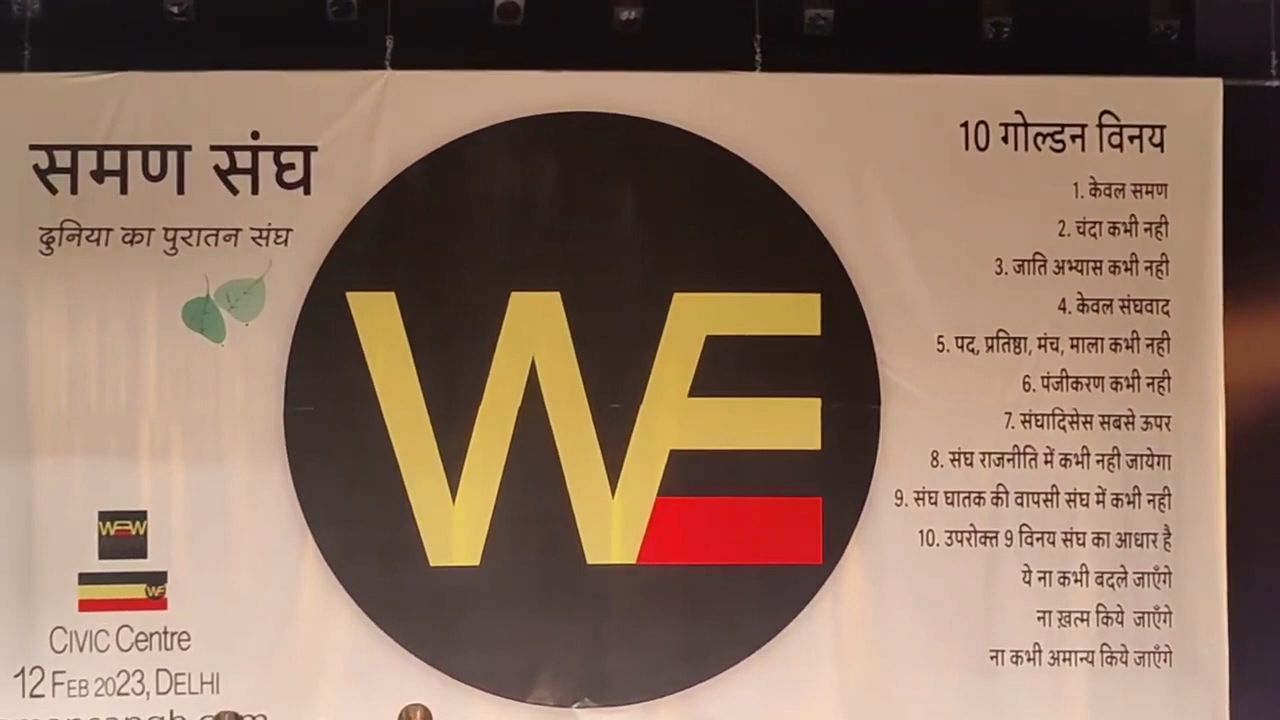 समण संघ
दुनिया का पुरातन संघ
WE
10 गोल्डन विनय
1. केवल समण
2. चंदा कभी नही
3. जाति अभ्यास कभी नही
4. केवल संघवाद
5. पद, प्रतिष्ठा, मंच, माला कभी नही
6. पंजीकरण कभी नही
7. संघादिसेस सबसे ऊपर
8. संघ राजनीति में कभी नही जायेगा
9. संघ घातक की वापसी संघ में कभी नही
10. उपरोक्त 9 विनय संघ का आधार है
ये ना कभी बदले जाएँगे
ना ख़त्म किये जाएँगे
ना कभी अमान्य किये जाएँगे
WEW
WE
CIVIC Centre
12 FEB 2023, DELHI